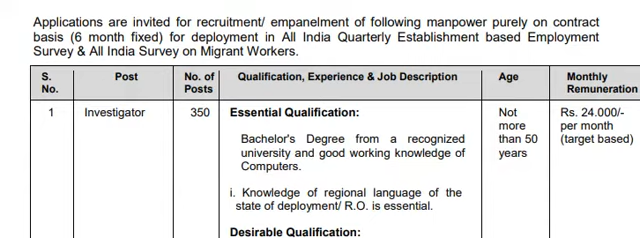 Applications are invited for recruitment/ empanelment of following manpower purely on contract
basis (6 month fixed) for deployment in All India Quarterly Establishment based Employment
Survey & All India Survey on Migrant Workers.
S. No. Post No. of Posts Qualification, Experience & Job Description Age Monthly Remuneration
1 Investigator 350 Essential Qualification: Not more than 50 years Rs. 24.000/- per month (target based)
Bachelor's Degree from a recognized
university and good working knowledge of
Computers.
i. Knowledge of regional language of the
state of deployment/ R.O. is essential.
Desirable Qualification: